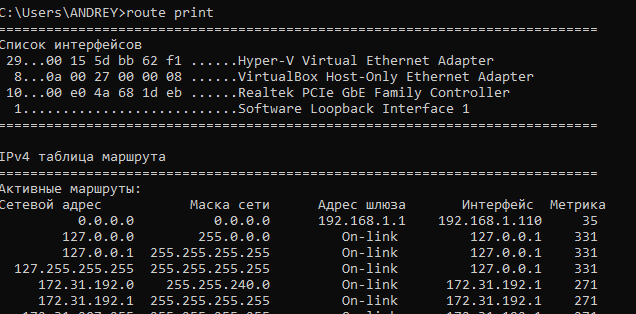 C:\Users\ANDREY>route print
===========================================================================
Список интерфейсов
 29...00 15 5d bb 62 f1 ......Hyper-V Virtual Ethernet Adapter
  8...0a 00 27 00 00 08 ......VirtualBox Host-Only Ethernet Adapter
 10...00 e0 4a 68 1d eb ......Realtek PCIe GbE Family Controller
  1...........................Software Loopback Interface 1
===========================================================================
IPv4 таблица маршрута
===========================================================================
Активные маршруты:
Сетевой адрес           Маска сети      Адрес шлюза       Интерфейс  Метрика
          0.0.0.0          0.0.0.0      192.168.1.1    192.168.1.110     35
        127.0.0.0        255.0.0.0         On-link         127.0.0.1    331
        127.0.0.1  255.255.255.255         On-link         127.0.0.1    331
  127.255.255.255  255.255.255.255         On-link         127.0.0.1    331
     172.31.192.0    255.255.240.0         On-link      172.31.192.1    271
     172.31.192.1  255.255.255.255         On-link      172.31.192.1    271